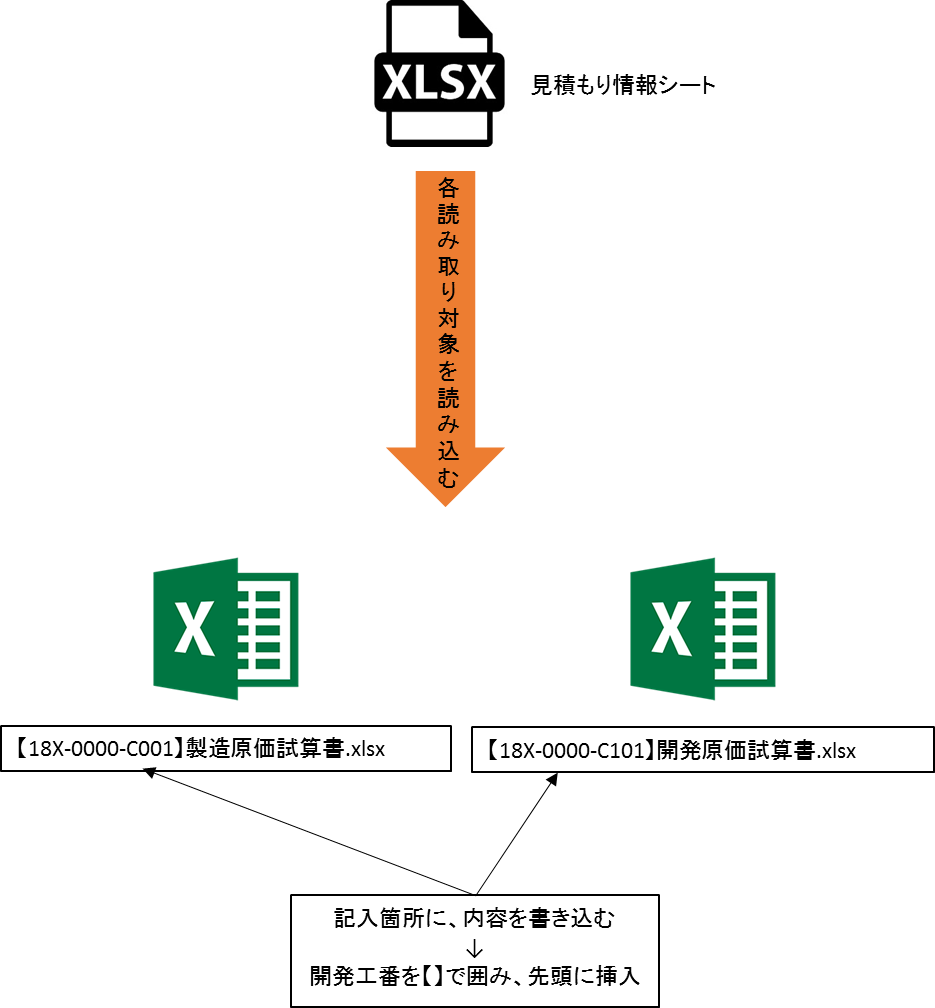 XLSX
見積もり情報シート
各読み取り対象を読み込む
X
X
【18X-0000-C001】製造原価試算書.xlsx
【18X-0000-C101】開発原価試算書.xlsx
記入箇所に、内容を書き込む
↓
開発工番を【】で囲み、先頭に挿入